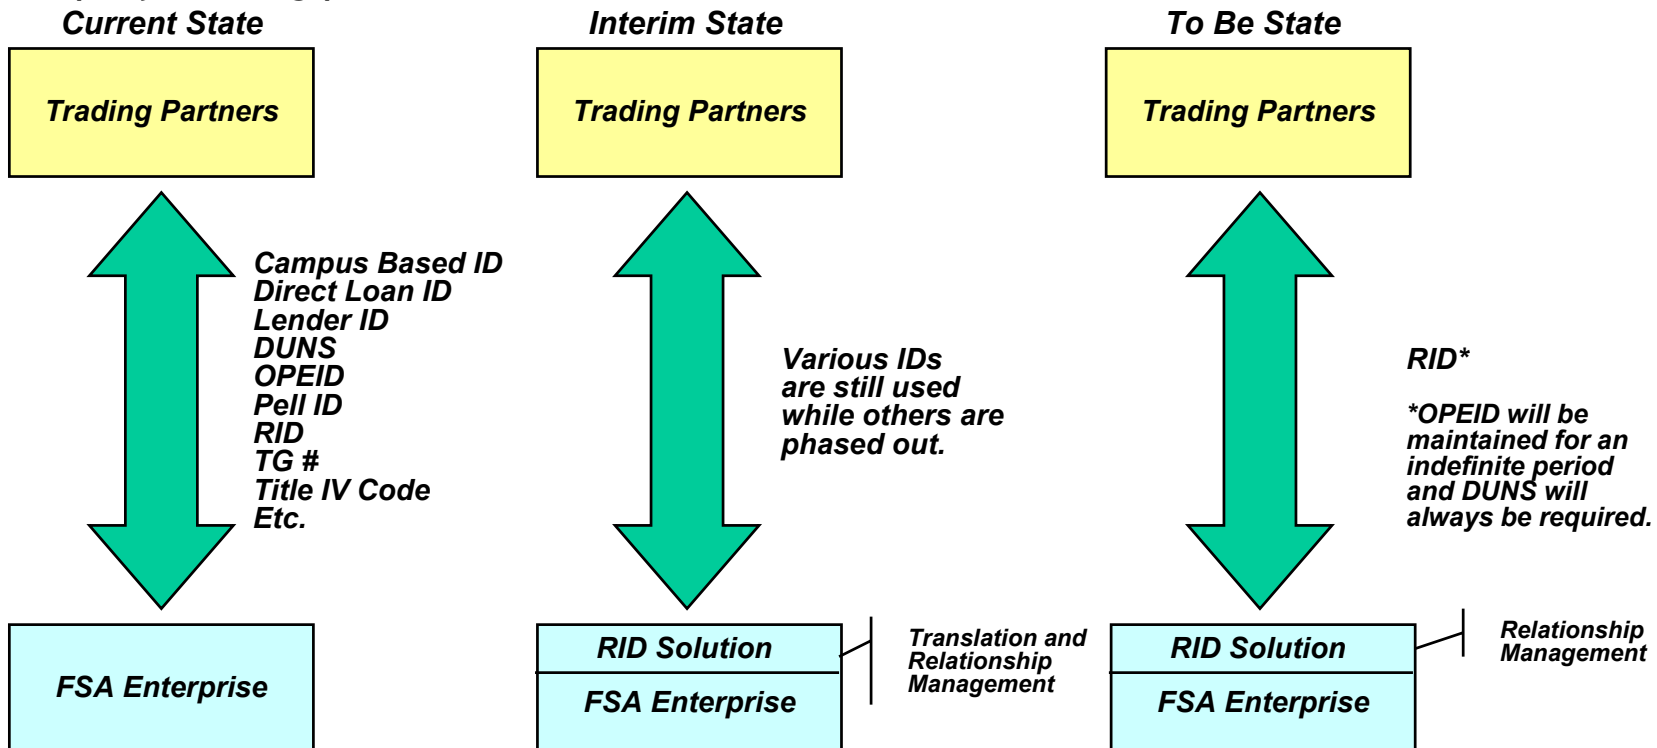 Current State
Trading Partners
Campus Based ID
Direct Loan ID
Lender ID
DUNS
OPEID
Pell ID
RID
TG #
Title IV Code
Etc.
FSA Enterprise
Interim State
Trading Partners
Various IDs
are still used
while others are
phased out.
RID Solution
FSA Enterprise
Translation and
Relationship
Management
To Be State
Trading Partners
RID*
*OPEID will be
maintained for an
indefinite period
and DUNS will
always be required.
RID Solution
FSA Enterprise
Relationship
Management